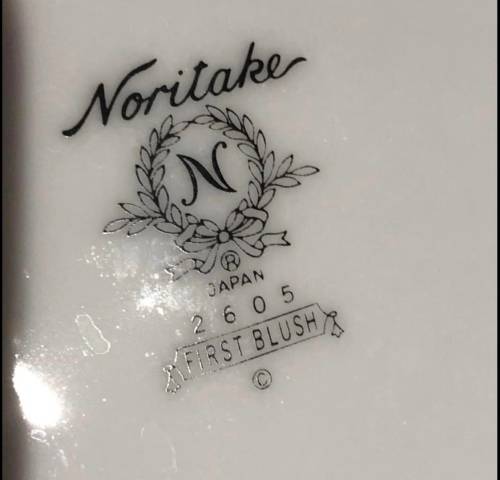 Noritake
N
®
JAPAN
2605
FIRST BLUSH
©